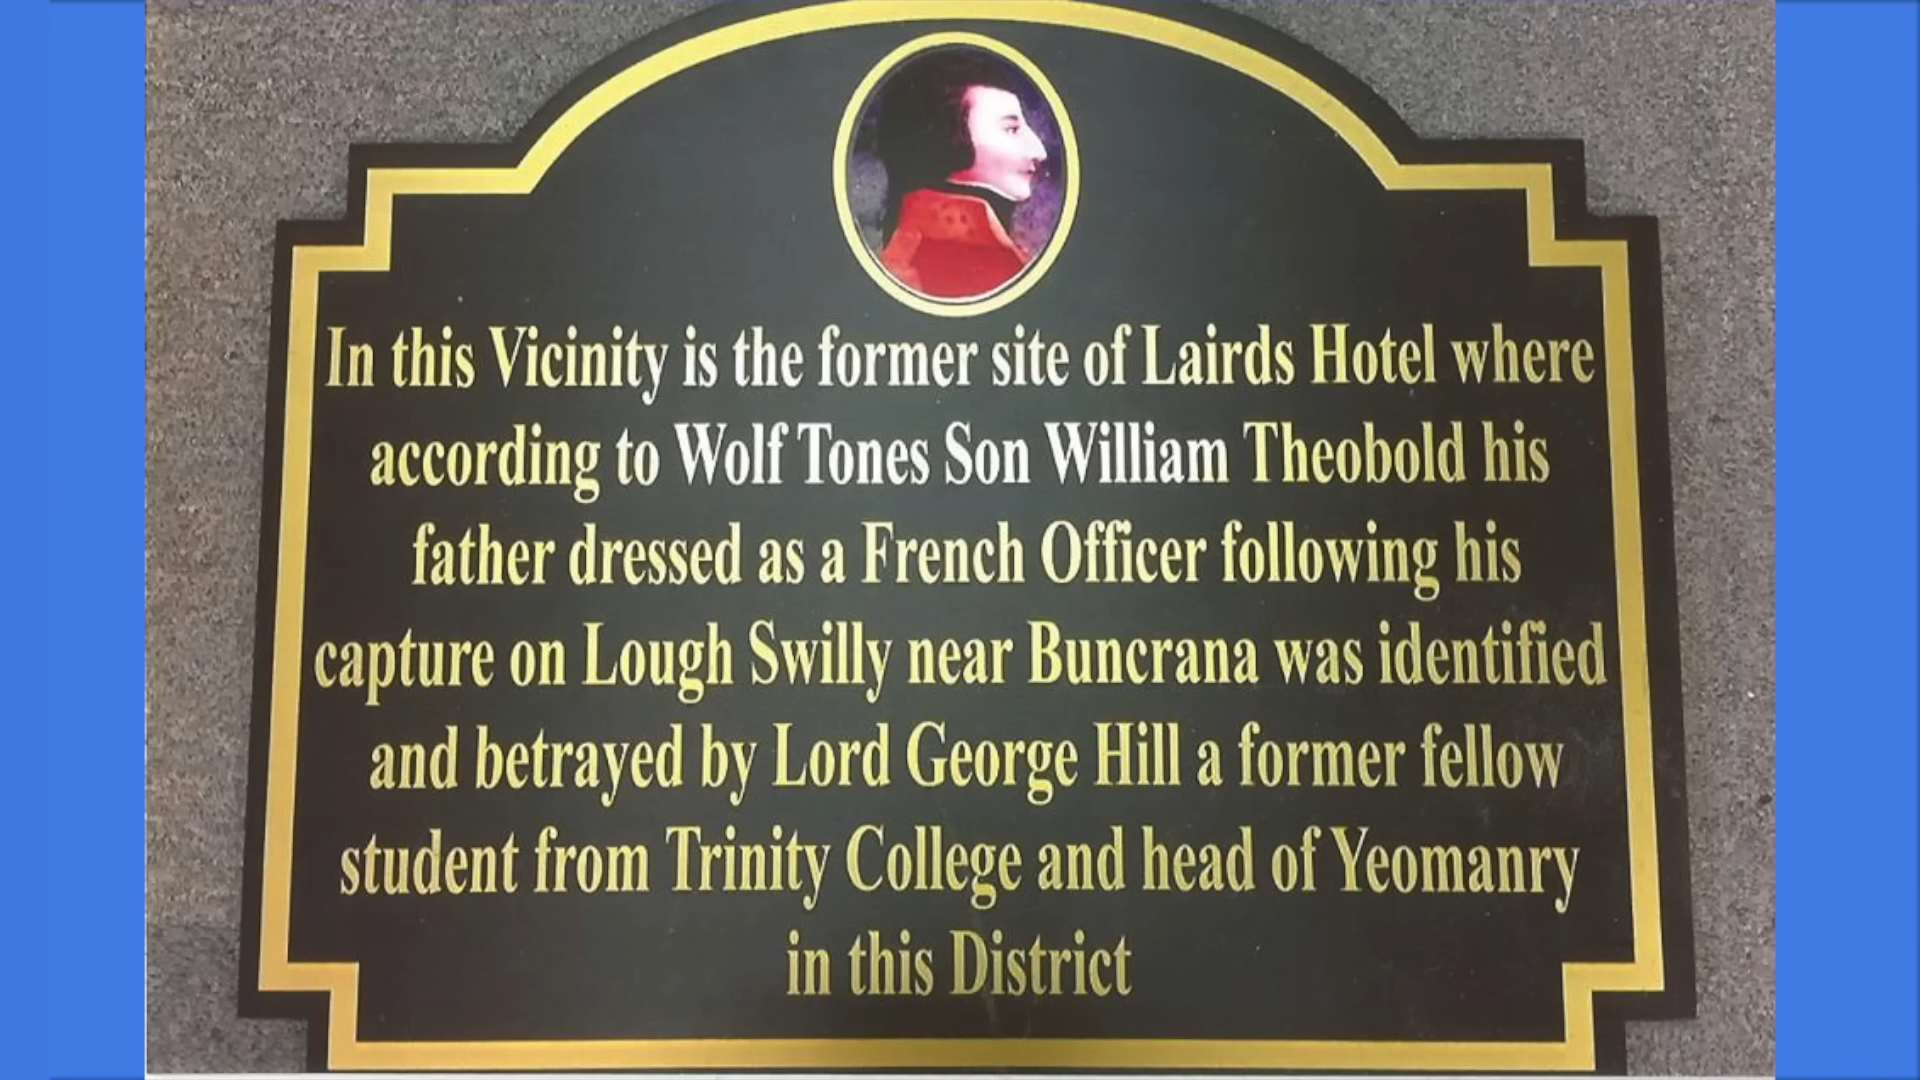 In this Vicinity is the former site of Lairds Hotel where
according to Wolf Tones Son William Theobold his
father dressed as a French Officer following his
capture on Lough Swilly near Buncrana was identified
and betrayed by Lord George Hill a former fellow
student from Trinity College and head of Yeomanry
in this District